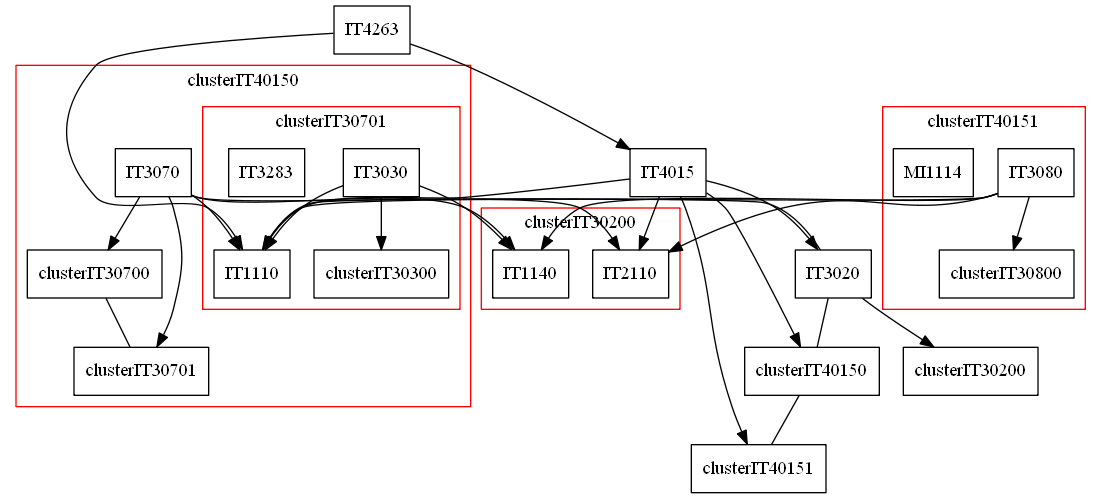 IT4263
clusterIT40150
clusterIT30701
clusterIT40151
IT3070
IT3283
IT3030
IT4015
MI1114
IT3080
clusterIT30200
clusterIT30700
IT1110
clusterIT30300
IT1140
IT2110
IT3020
clusterIT30800
clusterIT30701
clusterIT40150
clusterIT30200
clusterIT40151